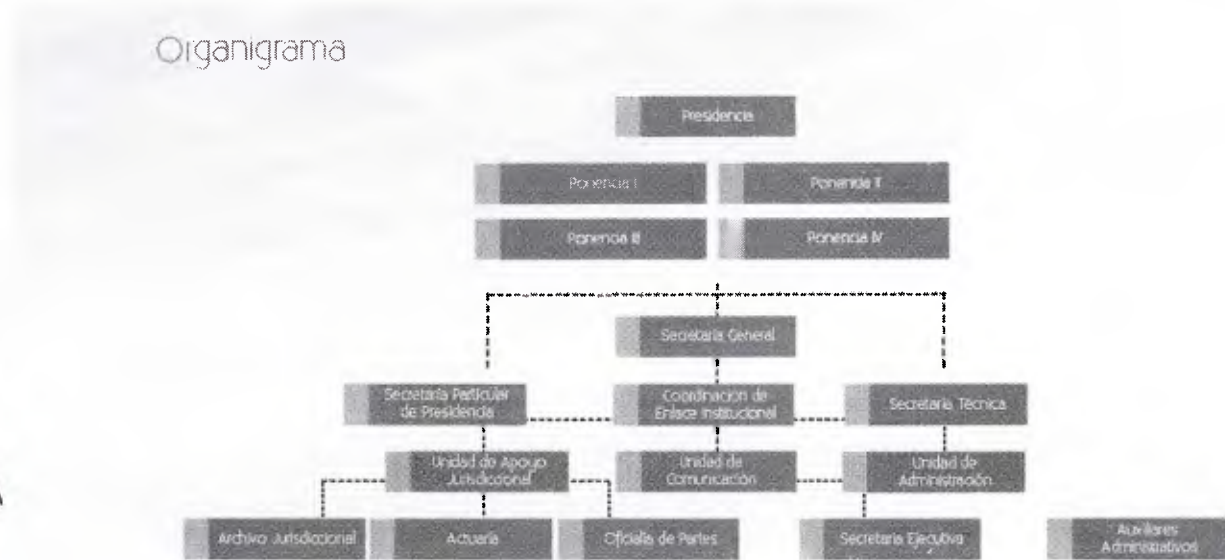 Organigrama
Presidencia
Ponencia I
Ponencia II
Ponencia III
Ponencia IV
Secretaría General
Secretaría Particular
de Presidencia
Coordinación de
Enlace Institucional
Secretaría Técnica
Unidad de Apoyo
Jurisdiccional
Unidad de
Comunicación
Unidad de
Administración
Archivo Jurisdiccional
Actuaría
Oficialía de Partes
Secretaria Ejecutiva
Auxiliares
Administrativos